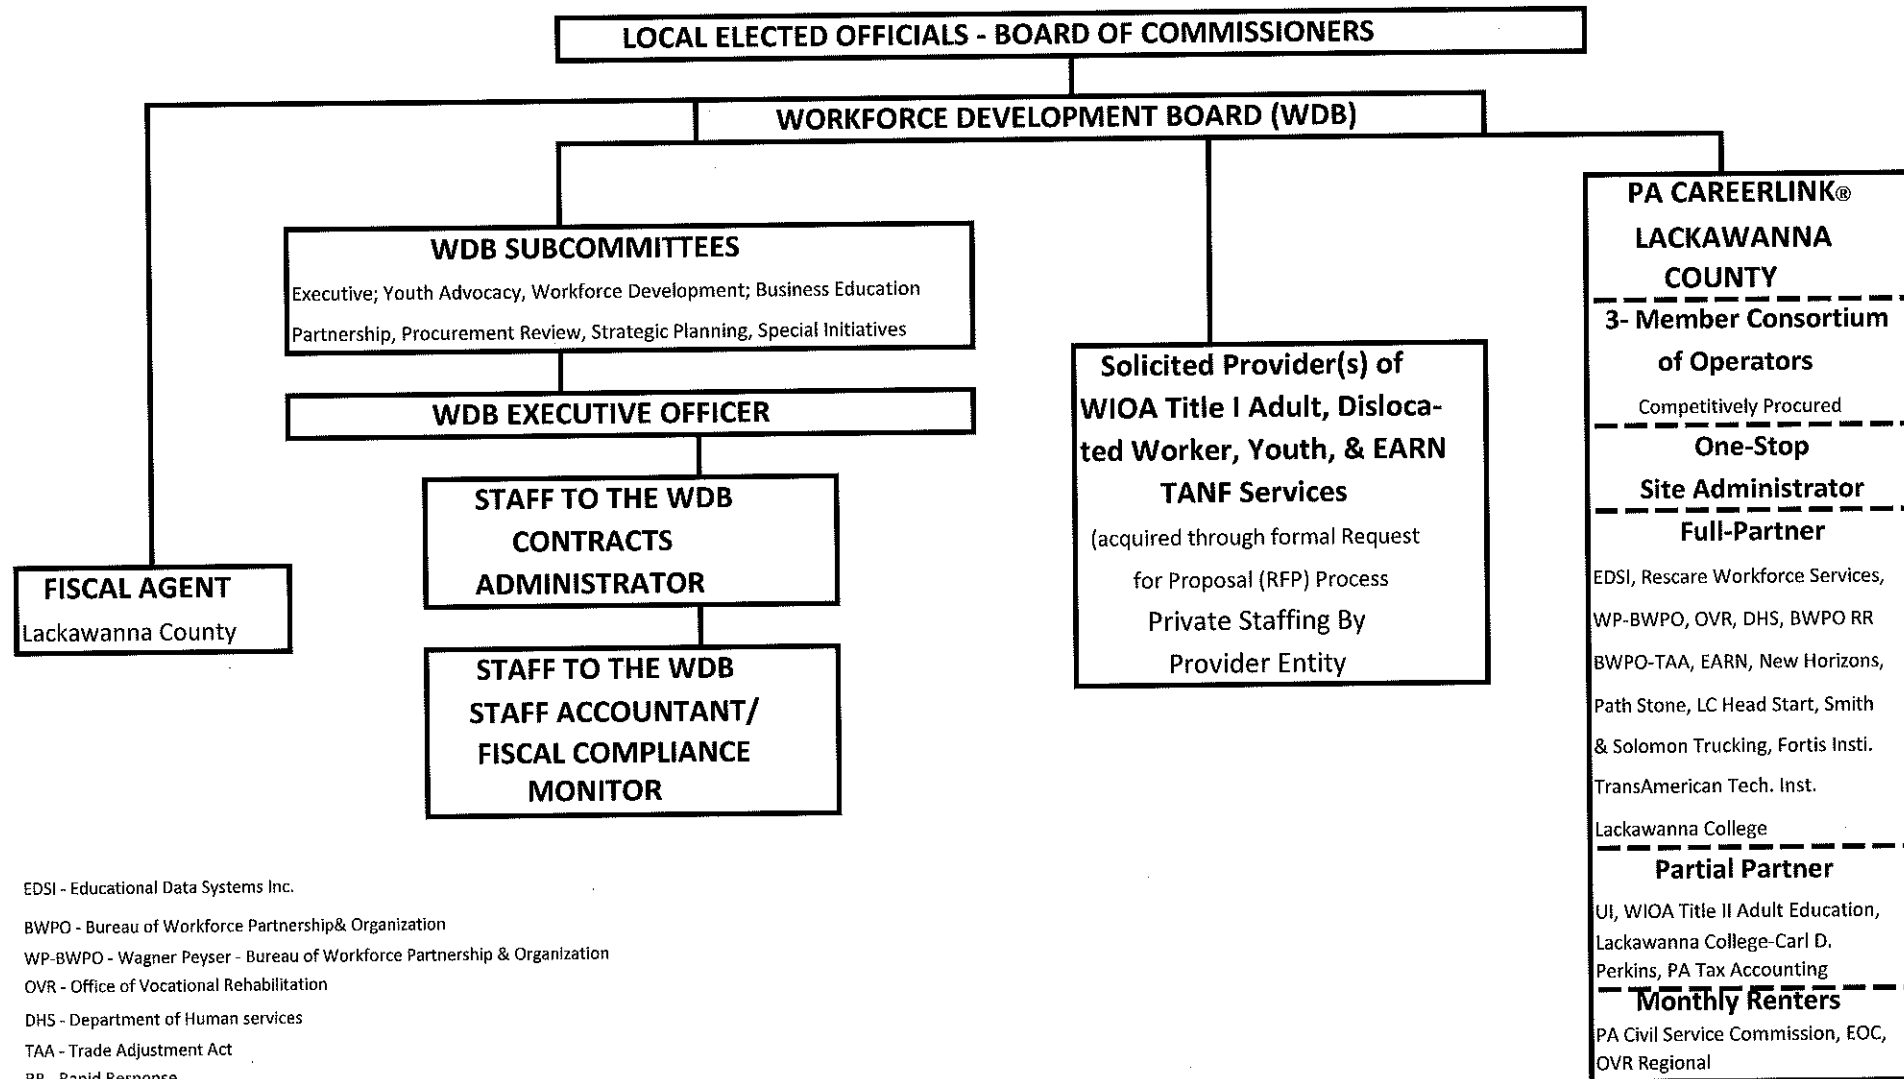 LOCAL ELECTED OFFICIALS - BOARD OF COMMISSIONERS
WORKFORCE DEVELOPMENT BOARD (WDB)
WDB SUBCOMMITTEES
Executive; Youth Advocacy, Workforce Development; Business Education
Partnership, Procurement Review, Strategic Planning, Special Initiatives
WDB EXECUTIVE OFFICER
STAFF TO THE WDB
CONTRACTS
ADMINISTRATOR
STAFF TO THE WDB
STAFF ACCOUNTANT/
FISCAL COMPLIANCE
MONITOR
FISCAL AGENT
Lackawanna County
Solicited Provider(s) of
WIOA Title I Adult, Disloca-
ted Worker, Youth, & EARN
TANF Services
(acquired through formal Request
for Proposal (RFP) Process
Private Staffing By
Provider Entity
PA CAREERLINK®
LACKAWANNA
COUNTY
3- Member Consortium
of Operators
Competitively Procured
One-Stop
Site Administrator
Full-Partner
EDSI, Rescare Workforce Services,
WP-BWPO, OVR, DHS, BWPO RR
BWPO-TAA, EARN, New Horizons,
Path Stone, LC Head Start, Smith
& Solomon Trucking, Fortis Insti.
TransAmerican Tech. Inst.
Lackawanna College
Partial Partner
UI, WIOA Title II Adult Education,
Lackawanna College-Carl D.
Perkins, PA Tax Accounting
Monthly Renters
PA Civil Service Commission, EOC,
OVR Regional
EDSI - Educational Data Systems Inc.
BWPO - Bureau of Workforce Partnership& Organization
WP-BWPO - Wagner Peyser - Bureau of Workforce Partnership & Organization
OVR - Office of Vocational Rehabilitation
DHS - Department of Human services
TAA - Trade Adjustment Act
RR - Rapid Response